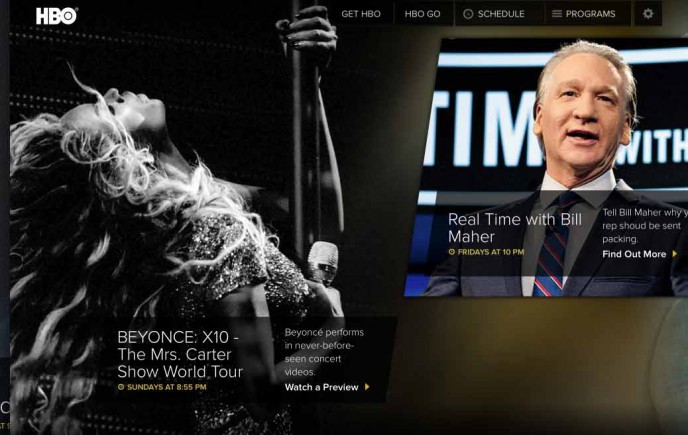 HBO®
GET HBO
HBO GO
SCHEDULE
PROGRAMS
TIM WITH
Real Time with Bill
Maher
FRIDAYS AT 10 PM
Tell Bill Maher why y
rep shoud be sent
packing.
Find Out More
BEYONCE: X10 -
The Mrs. Carter
Show World Tour
SUNDAYS AT 8:55 PM
Beyoncé performs
in never-before-
seen concert
videos.
Watch a Preview
C